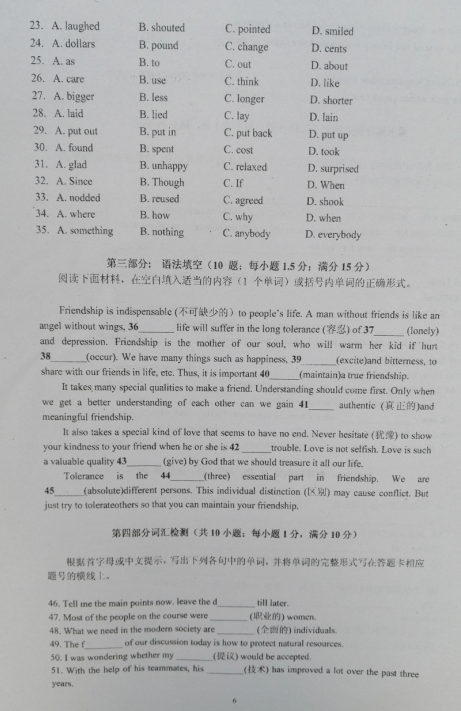 23. A. laughed B. shouted C. pointed D. smiled
24. A. dollars B. pound C. change D. cents
25. A. as B. to C. out D. about
26. A. care B. use C. think D. like
27. A. bigger B. less C. longer D. shorter
28. A. laid B. lied C. lay D. lain
29. A. put out B. put in C. put back D. put up
30. A. found B. spent C. cost D. took
31. A. glad B. unhappy C. relaxed D. surprised
32. A. Since B. Though C. If D. When
33. A. nodded B. reused C. agreed D. shook
34. A. where B. how C. why D. when
35. A. something B. nothing C. anybody D. everybody
第三部分: 语法填空(10 题; 每小题 1.5 分; 满分 15 分)
阅读下面材料, 在空白填入适当的内容(1 个单词)或括号内单词的正确形式。
Friendship is indispensable (不可缺少的) to people's life. A man without friends is like an
angel without wings, 36______ life will suffer in the long tolerance (容忍) of 37______ (lonely)
and depression. Friendship is the mother of our soul, who will warm her kid if hurt
38______(occur). We have many things such as happiness, 39______(excite)and bitterness, to
share with our friends in life, etc. Thus, it is important 40______(maintain)a true friendship.
It takes many special qualities to make a friend. Understanding should come first. Only when
we get a better understanding of each other can we gain 41_____ authentic (真正的)and
meaningful friendship.
It also takes a special kind of love that seems to have no end. Never hesitate (犹豫) to show
your kindness to your friend when he or she is 42 ______trouble. Love is not selfish. Love is such
a valuable quality 43______ (give) by God that we should treasure it all our life.
Tolerance is the 44______(three) essential part in friendship. We are
45______(absolute)different persons. This individual distinction (区别) may cause conflict. But
just try to tolerateothers so that you can maintain your friendship.
第四部分词汇检测(共 10 小题; 每小题 1 分, 满分 10 分)
根据首字母或中文提示, 写出下列各句中的单词, 并将单词的完整形式写在答题卡相应
题号的横线上.
46. Tell me the main points now. leave the d______ till later.
47. Most of the people on the course were ______ (职业的) women.
48. What we need in the modern society are ______ (全面的) individuals.
49. The f______ of our discussion today is how to protect natural resources.
50. I was wondering whether my ______(提议) would be accepted.
51. With the help of his teammates, his ______(技术) has improved a lot over the past three
years.
6